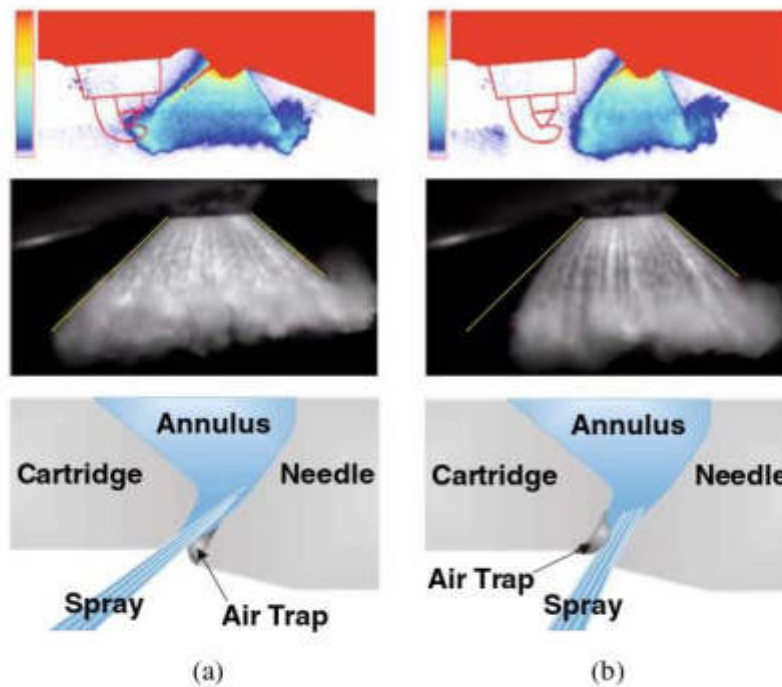 (a)
(b)
Annulus
Cartridge
Needle
Spray
Air Trap
Annulus
Cartridge
Needle
Air Trap
Spray
(a)
(b)